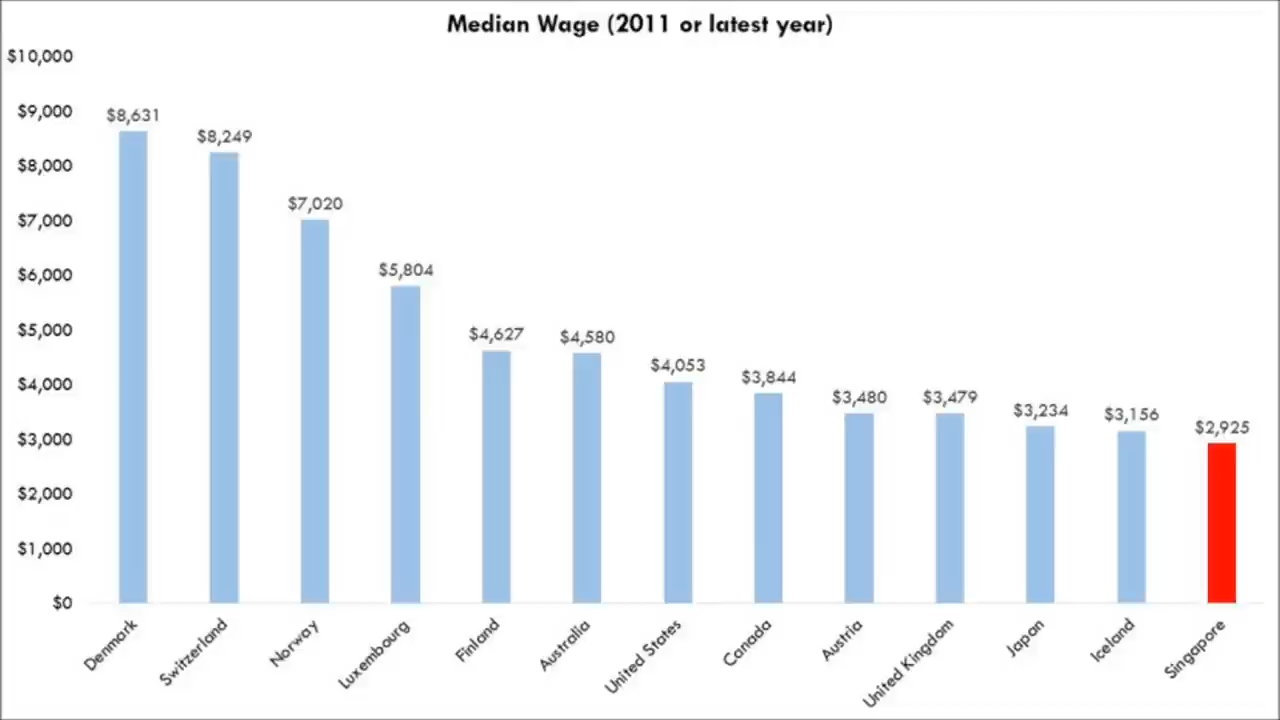 Median Wage (2011 or latest year)
$10,000
$9,000
$8,000
$7,000
$6,000
$5,000
$4,000
$3,000
$2,000
$1,000
$0
$8,631
$8,249
$7,020
$5,804
$4,627
$4,580
$4,053
$3,844
$3,480
$3,479
$3,234
$3,156
$2,925
Denmark
Switzerland
Norway
Luxembourg
Finland
Australia
United States
Canada
Austria
United Kingdom
Japan
Iceland
Singapore